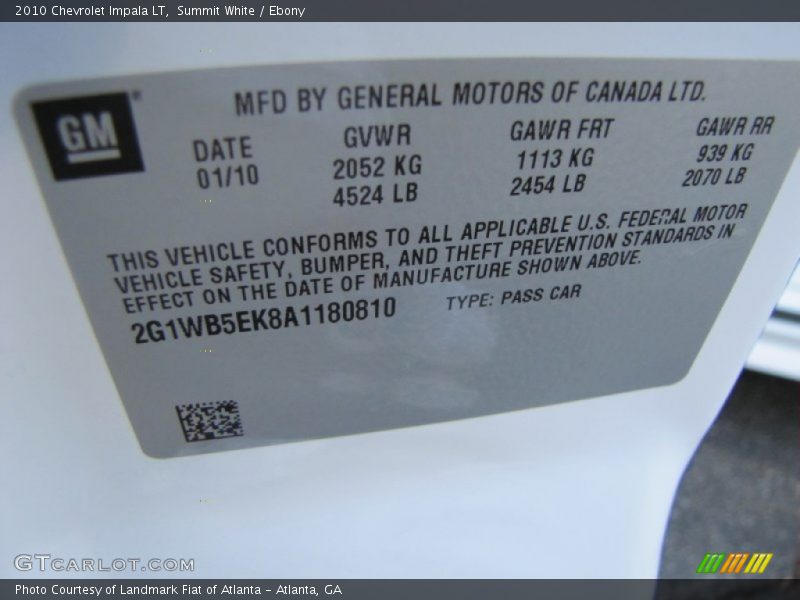 2010 Chevrolet Impala LT, Summit White / Ebony
GM
MFD BY GENERAL MOTORS OF CANADA LTD.
DATE GVWR GAWR FRT GAWR RR
01/10 2052 KG 1113 KG 939 KG
4524 LB 2454 LB 2070 LB
THIS VEHICLE CONFORMS TO ALL APPLICABLE U.S. FEDERAL MOTOR
VEHICLE SAFETY, BUMPER, AND THEFT PREVENTION STANDARDS IN
EFFECT ON THE DATE OF MANUFACTURE SHOWN ABOVE.
2G1WB5EK8A1180810 TYPE: PASS CAR
GTCARLOT.COM
Photo Courtesy of Landmark Fiat of Atlanta - Atlanta, GA